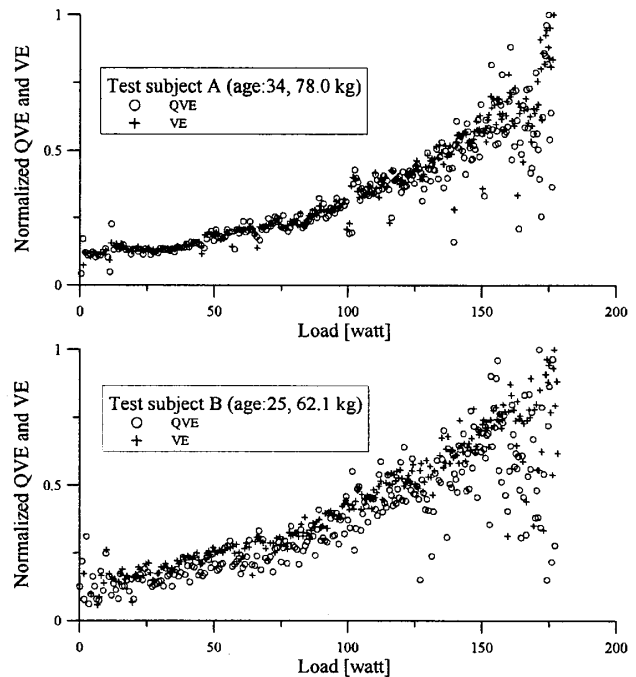 Normalized QVE and VE
1
0.5
0
Test subject A (age:34, 78.0 kg)
QVE
VE
0
50
100
150
200
Load [watt]
Normalized QVE and VE
1
0.5
0
Test subject B (age:25, 62.1 kg)
QVE
VE
0
50
100
150
200
Load [watt]